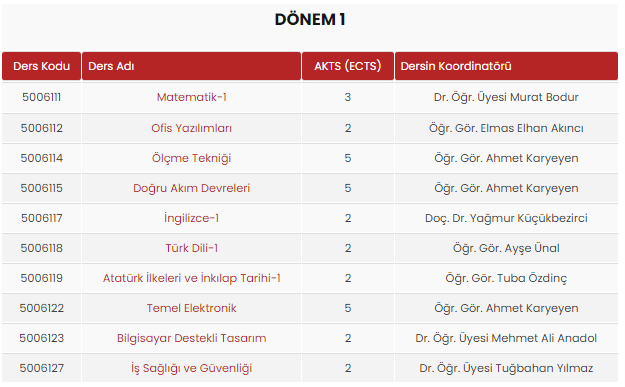 DÖNEM 1
Ders Kodu Ders Adı AKTS (ECTS) Dersin Koordinatörü
5006111 Matematik-1 3 Dr. Öğr. Üyesi Murat Bodur
5006112 Ofis Yazılımları 2 Öğr. Gör. Elmas Elhan Akıncı
5006114 Ölçme Tekniği 5 Öğr. Gör. Ahmet Karyeyen
5006115 Doğru Akım Devreleri 5 Öğr. Gör. Ahmet Karyeyen
5006117 İngilizce-1 2 Doç. Dr. Yağmur Küçükbezirci
5006118 Türk Dili-1 2 Öğr. Gör. Ayşe Ünal
5006119 Atatürk İlkeleri ve İnkılap Tarihi-1 2 Öğr. Gör. Tuba Özdinç
5006122 Temel Elektronik 5 Öğr. Gör. Ahmet Karyeyen
5006123 Bilgisayar Destekli Tasarım 2 Dr. Öğr. Üyesi Mehmet Ali Anadol
5006127 İş Sağlığı ve Güvenliği 2 Dr. Öğr. Üyesi Tuğbahan Yılmaz